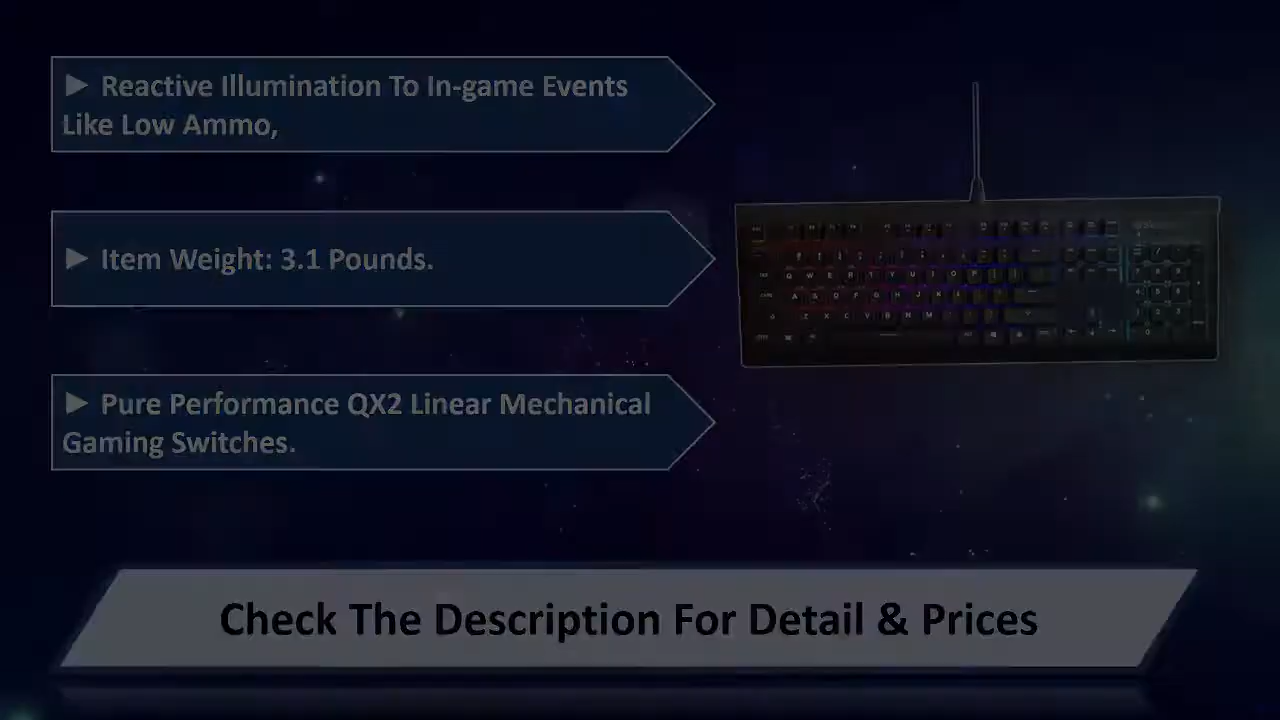 ► Reactive Illumination To In-game Events
Like Low Ammo,
► Item Weight: 3.1 Pounds.
► Pure Performance QX2 Linear Mechanical
Gaming Switches.
Check The Description For Detail & Prices